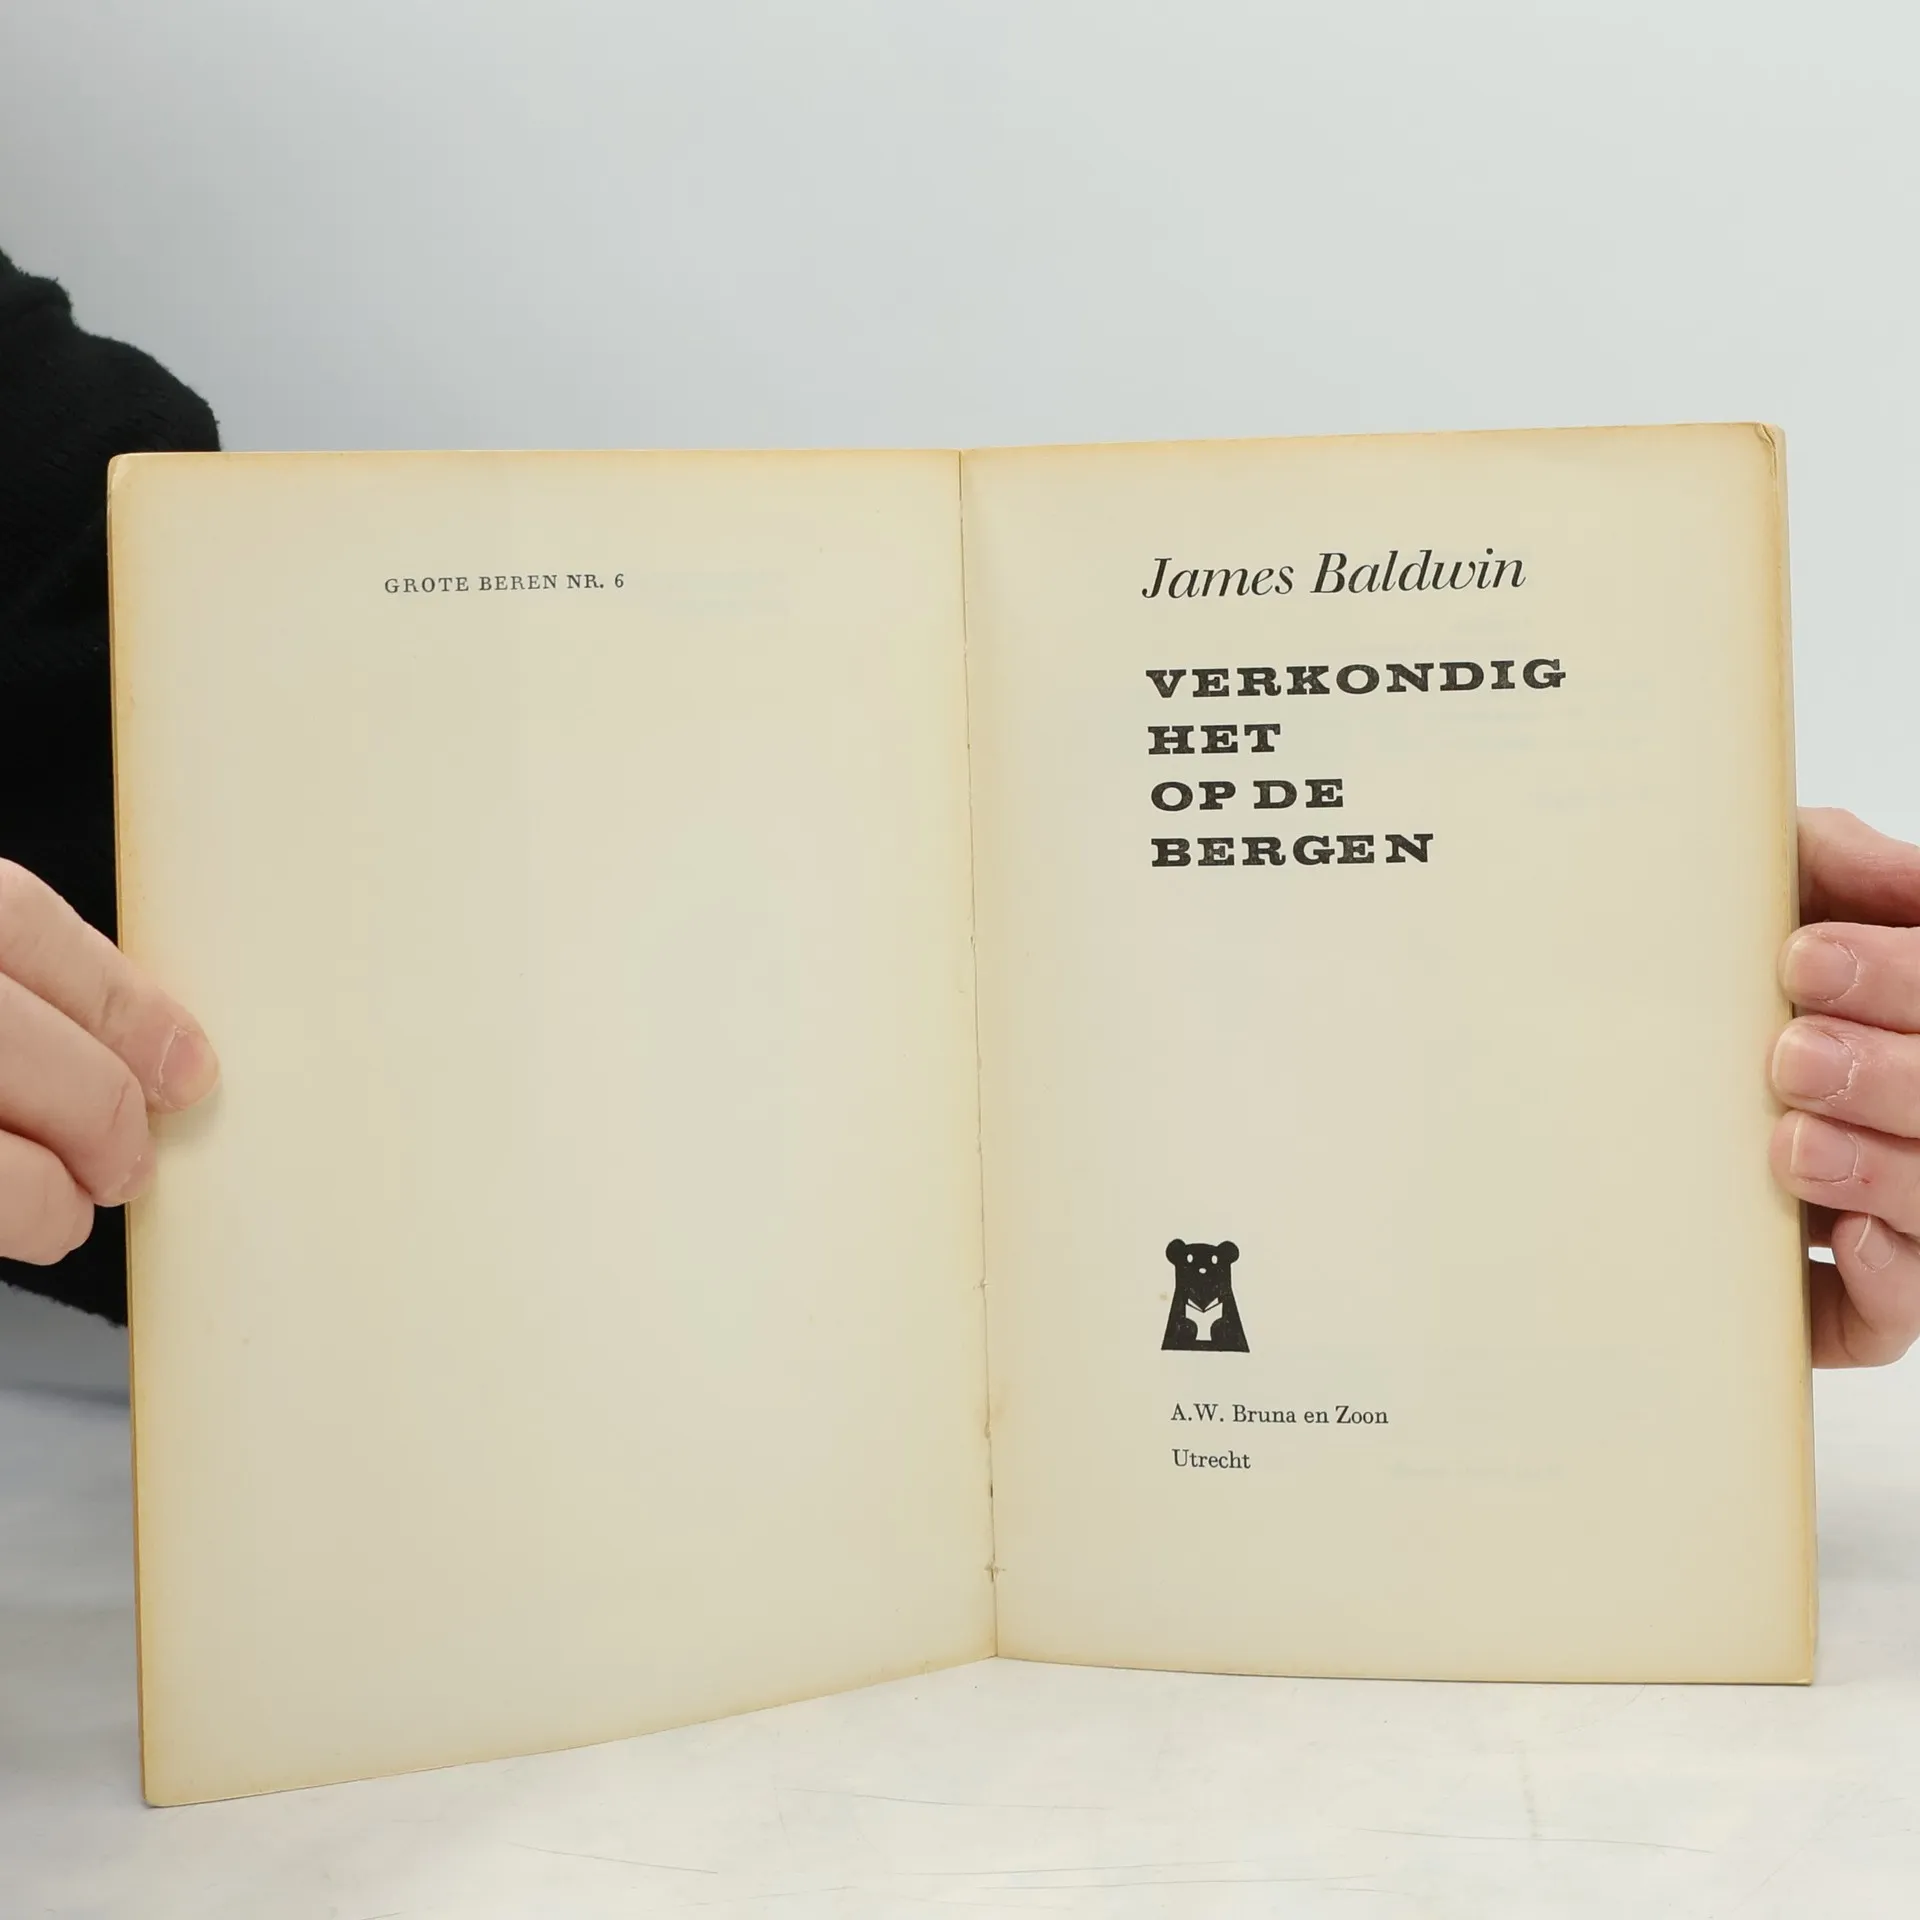 GROTE BEREN NR. 6
James Baldwin
VERKONDIG
HET
OP DE
BERGEN
A.W. Bruna en Zoon
Utrecht